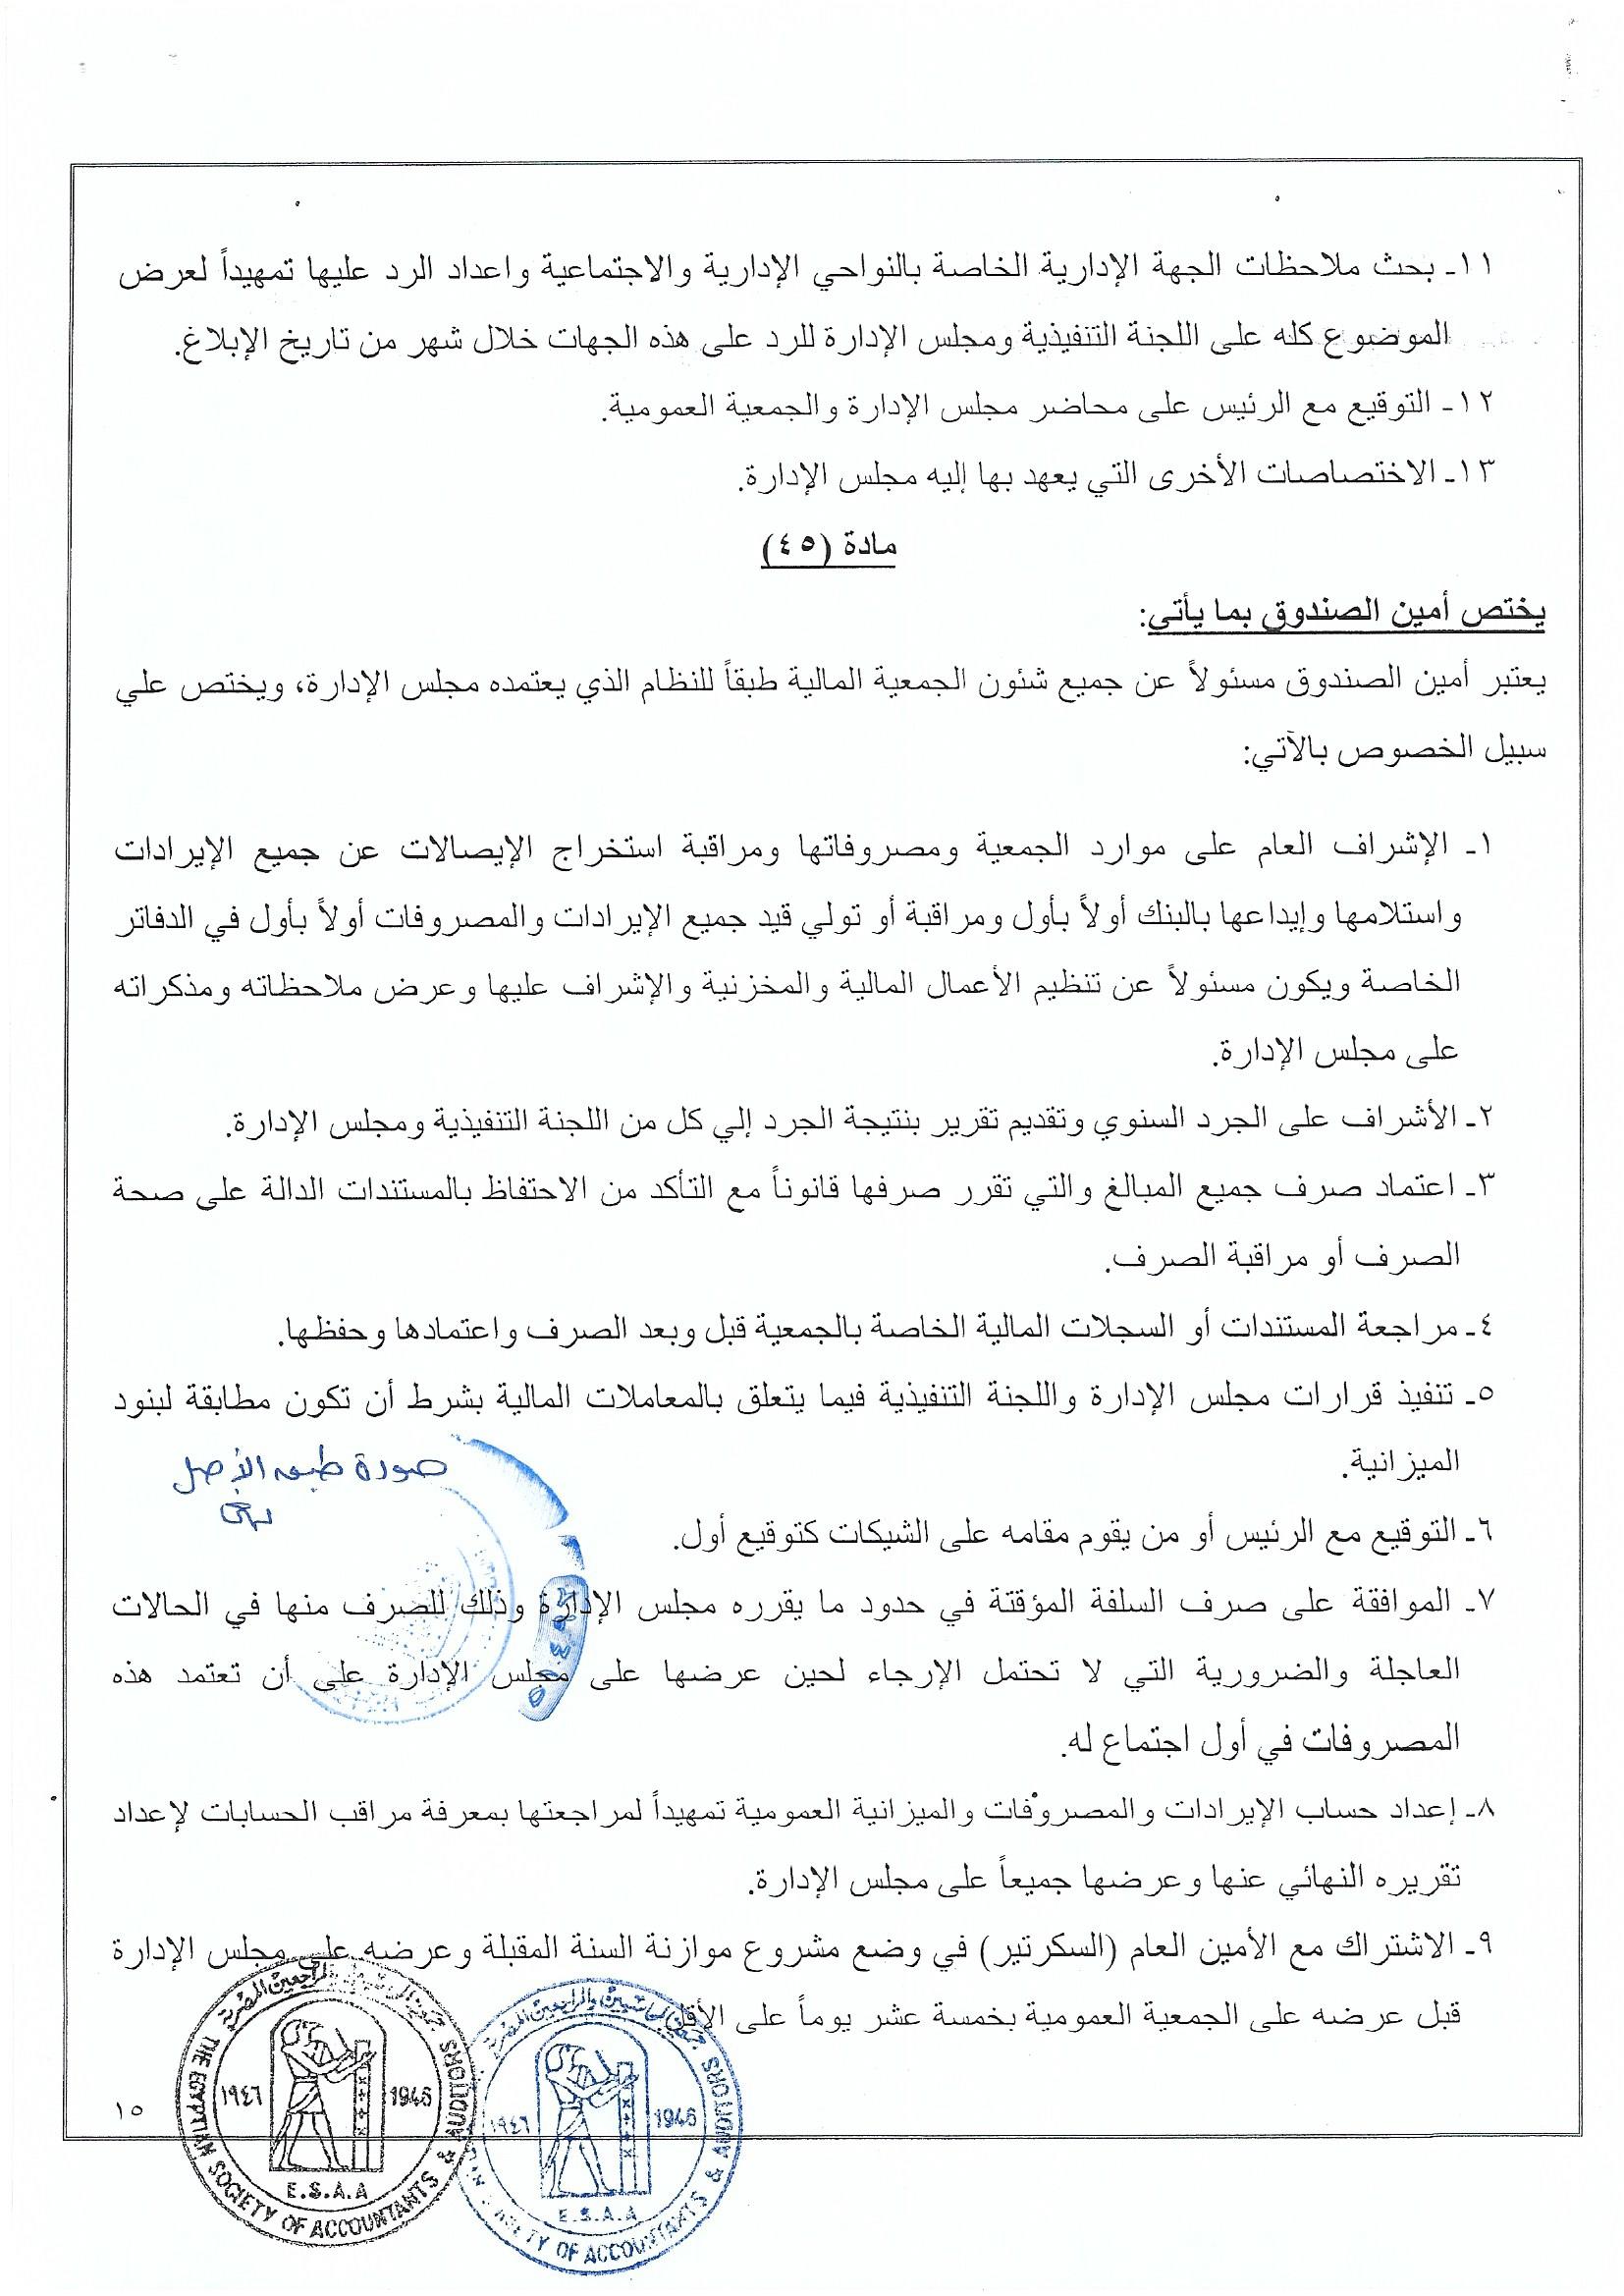 ١١- بحث ملاحظات الجهة الإدارية الخاصة بالنواحي الإدارية والاجتماعية واعداد الرد عليها تمهيداً لعرض
الموضوع كله على اللجنة التنفيذية ومجلس الإدارة للرد على هذه الجهات خلال شهر من تاريخ الإبلاغ.
١٢- التوقيع مع الرئيس على محاضر مجلس الإدارة والجمعية العمومية.
١٣- الاختصاصات الأخرى التي يعهد بها إليه مجلس الإدارة.
مادة (٤٥)
يختص أمين الصندوق بما يأتي:
يعتبر أمين الصندوق مسئولاً عن جميع شئون الجمعية المالية طبقاً للنظام الذي يعتمده مجلس الإدارة، ويختص علي
سبيل الخصوص بالآتي:
١- الإشراف العام على موارد الجمعية ومصروفاتها ومراقبة استخراج الإيصالات عن جميع الإيرادات
واستلامها وإيداعها بالبنك أولاً بأول ومراقبة أو تولي قيد جميع الإيرادات والمصروفات أولاً بأول في الدفاتر
الخاصة ويكون مسئولاً عن تنظيم الأعمال المالية والمخزنية والإشراف عليها وعرض ملاحظاته ومذكراته
على مجلس الإدارة.
٢- الأشراف على الجرد السنوي وتقديم تقرير بنتيجة الجرد إلي كل من اللجنة التنفيذية ومجلس الإدارة.
٣- اعتماد صرف جميع المبالغ والتي تقرر صرفها قانوناً مع التأكد من الاحتفاظ بالمستندات الدالة على صحة
الصرف أو مراقبة الصرف.
٤- مراجعة المستندات أو السجلات المالية الخاصة بالجمعية قبل وبعد الصرف واعتمادها وحفظها.
٥- تنفيذ قرارات مجلس الإدارة واللجنة التنفيذية فيما يتعلق بالمعاملات المالية بشرط أن تكون مطابقة لبنود
الميزانية.
صورة طبق الأصل
٦- التوقيع مع الرئيس أو من يقوم مقامه على الشيكات كتوقيع أول.
٧- الموافقة على صرف السلفة المؤقتة في حدود ما يقرره مجلس الإدارة وذلك للصرف منها في الحالات
العاجلة والضرورية التي لا تحتمل الإرجاء لحين عرضها على مجلس الإدارة على أن تعتمد هذه
المصروفات في أول اجتماع له.
٨- إعداد حساب الإيرادات والمصروفات والميزانية العمومية تمهيداً لمراجعتها بمعرفة مراقب الحسابات لإعداد
تقريره النهائي عنها وعرضها جميعاً على مجلس الإدارة.
٩- الاشتراك مع الأمين العام (السكرتير) في وضع مشروع موازنة السنة المقبلة وعرضه على مجلس الإدارة
قبل عرضه على الجمعية العمومية بخمسة عشر يوماً على الأقل
جمعية المحاسبين والمراجعين المصرية
THE EGYPTIAN SOCIETY OF ACCOUNTANTS & AUDITORS
١٩٤٦ 1946
E.S.A.A
جمعية المحاسبين والمراجعين المصرية
SOCIETY OF ACCOUNTANTS & AUDITORS
١٩٤٦ 1946
E.S.A.A
١٥